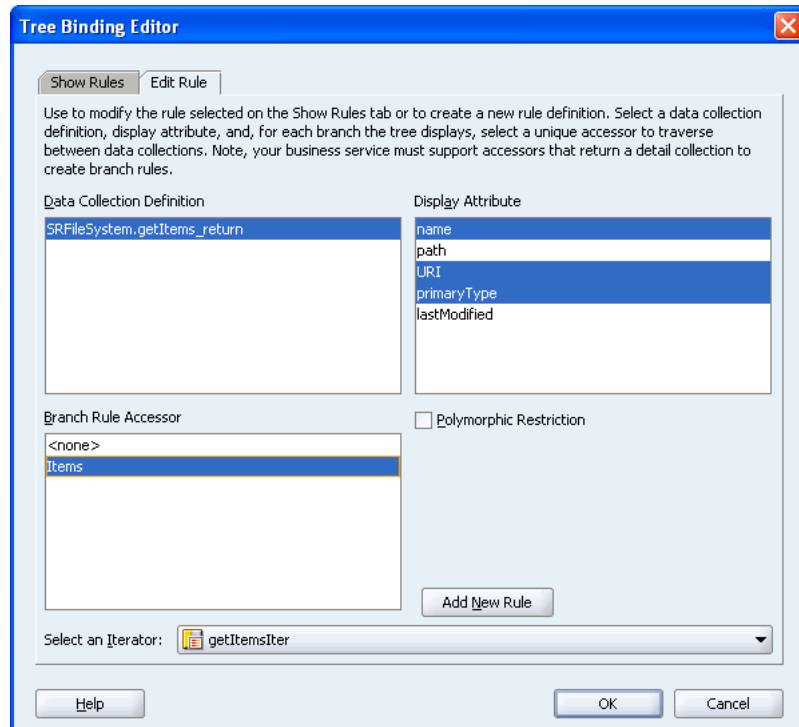 Tree Binding Editor
Show Rules
Edit Rule
Use to modify the rule selected on the Show Rules tab or to create a new rule definition. Select a data collection
definition, display attribute, and, for each branch the tree displays, select a unique accessor to traverse
between data collections. Note, your business service must support accessors that return a detail collection to
create branch rules.
Data Collection Definition
SRFileSystem.getItems_return
Display Attribute
name
path
URI
primaryType
lastModified
Branch Rule Accessor
<none>
Items
Polymorphic Restriction
Add New Rule
Select an Iterator:
getItemsIter
Help
OK
Cancel